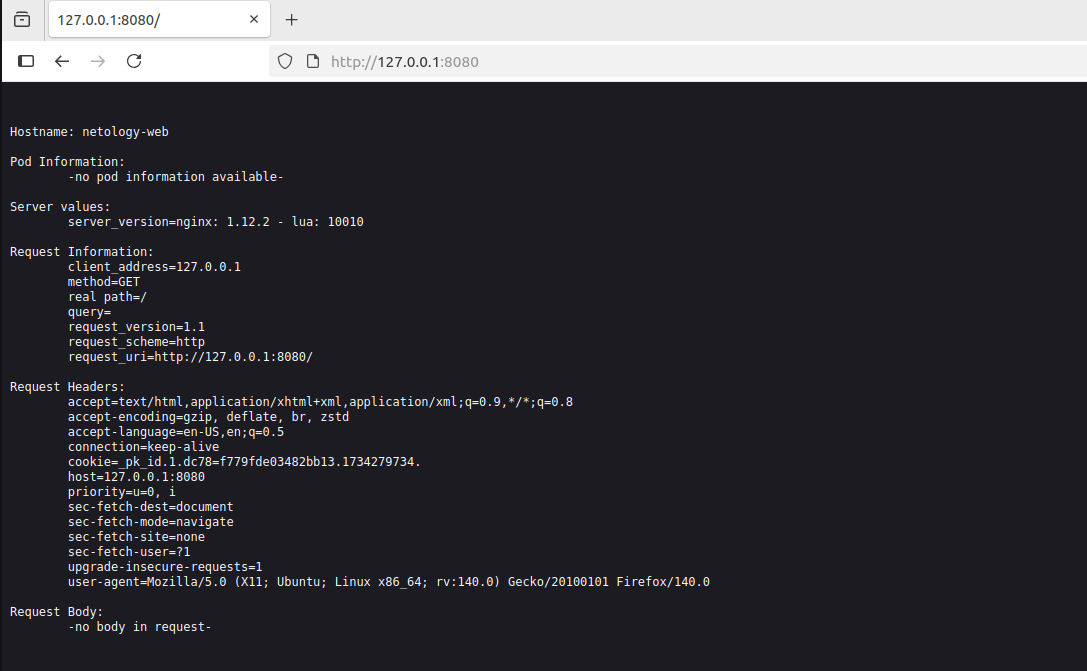 127.0.0.1:8080/
http://127.0.0.1:8080
Hostname: netology-web
Pod Information:
-no pod information available-
Server values:
server_version=nginx: 1.12.2 - lua: 10010
Request Information:
client_address=127.0.0.1
method=GET
real path=/
query=
request_version=1.1
request_scheme=http
request_uri=http://127.0.0.1:8080/
Request Headers:
accept=text/html,application/xhtml+xml,application/xml;q=0.9,*/*;q=0.8
accept-encoding=gzip, deflate, br, zstd
accept-language=en-US,en;q=0.5
connection=keep-alive
cookie=_pk_id.1.dc78=f779fde03482bb13.1734279734.
host=127.0.0.1:8080
priority=u=0, i
sec-fetch-dest=document
sec-fetch-mode=navigate
sec-fetch-site=none
sec-fetch-user=?1
upgrade-insecure-requests=1
user-agent=Mozilla/5.0 (X11; Ubuntu; Linux x86_64; rv:140.0) Gecko/20100101 Firefox/140.0
Request Body:
-no body in request-